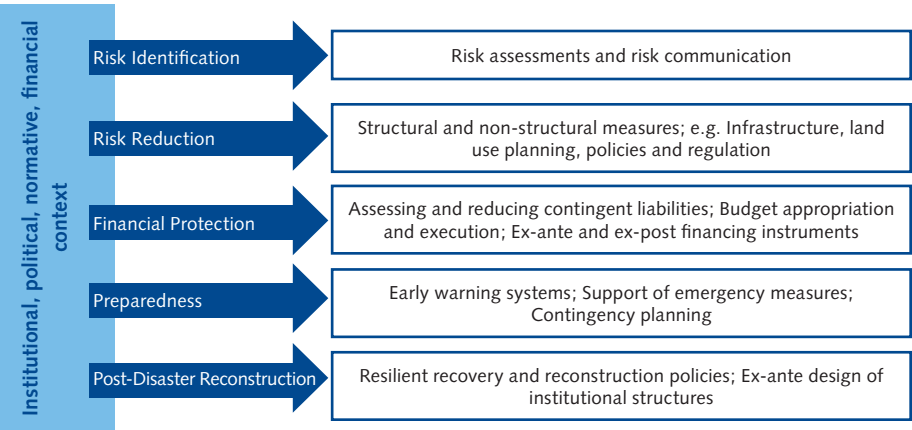 Institutional, political, normative, financial
context
Risk Identification
Risk assessments and risk communication
Risk Reduction
Structural and non-structural measures; e.g. Infrastructure, land
use planning, policies and regulation
Financial Protection
Assessing and reducing contingent liabilities; Budget appropriation
and execution; Ex-ante and ex-post financing instruments
Preparedness
Early warning systems; Support of emergency measures;
Contingency planning
Post-Disaster Reconstruction
Resilient recovery and reconstruction policies; Ex-ante design of
institutional structures